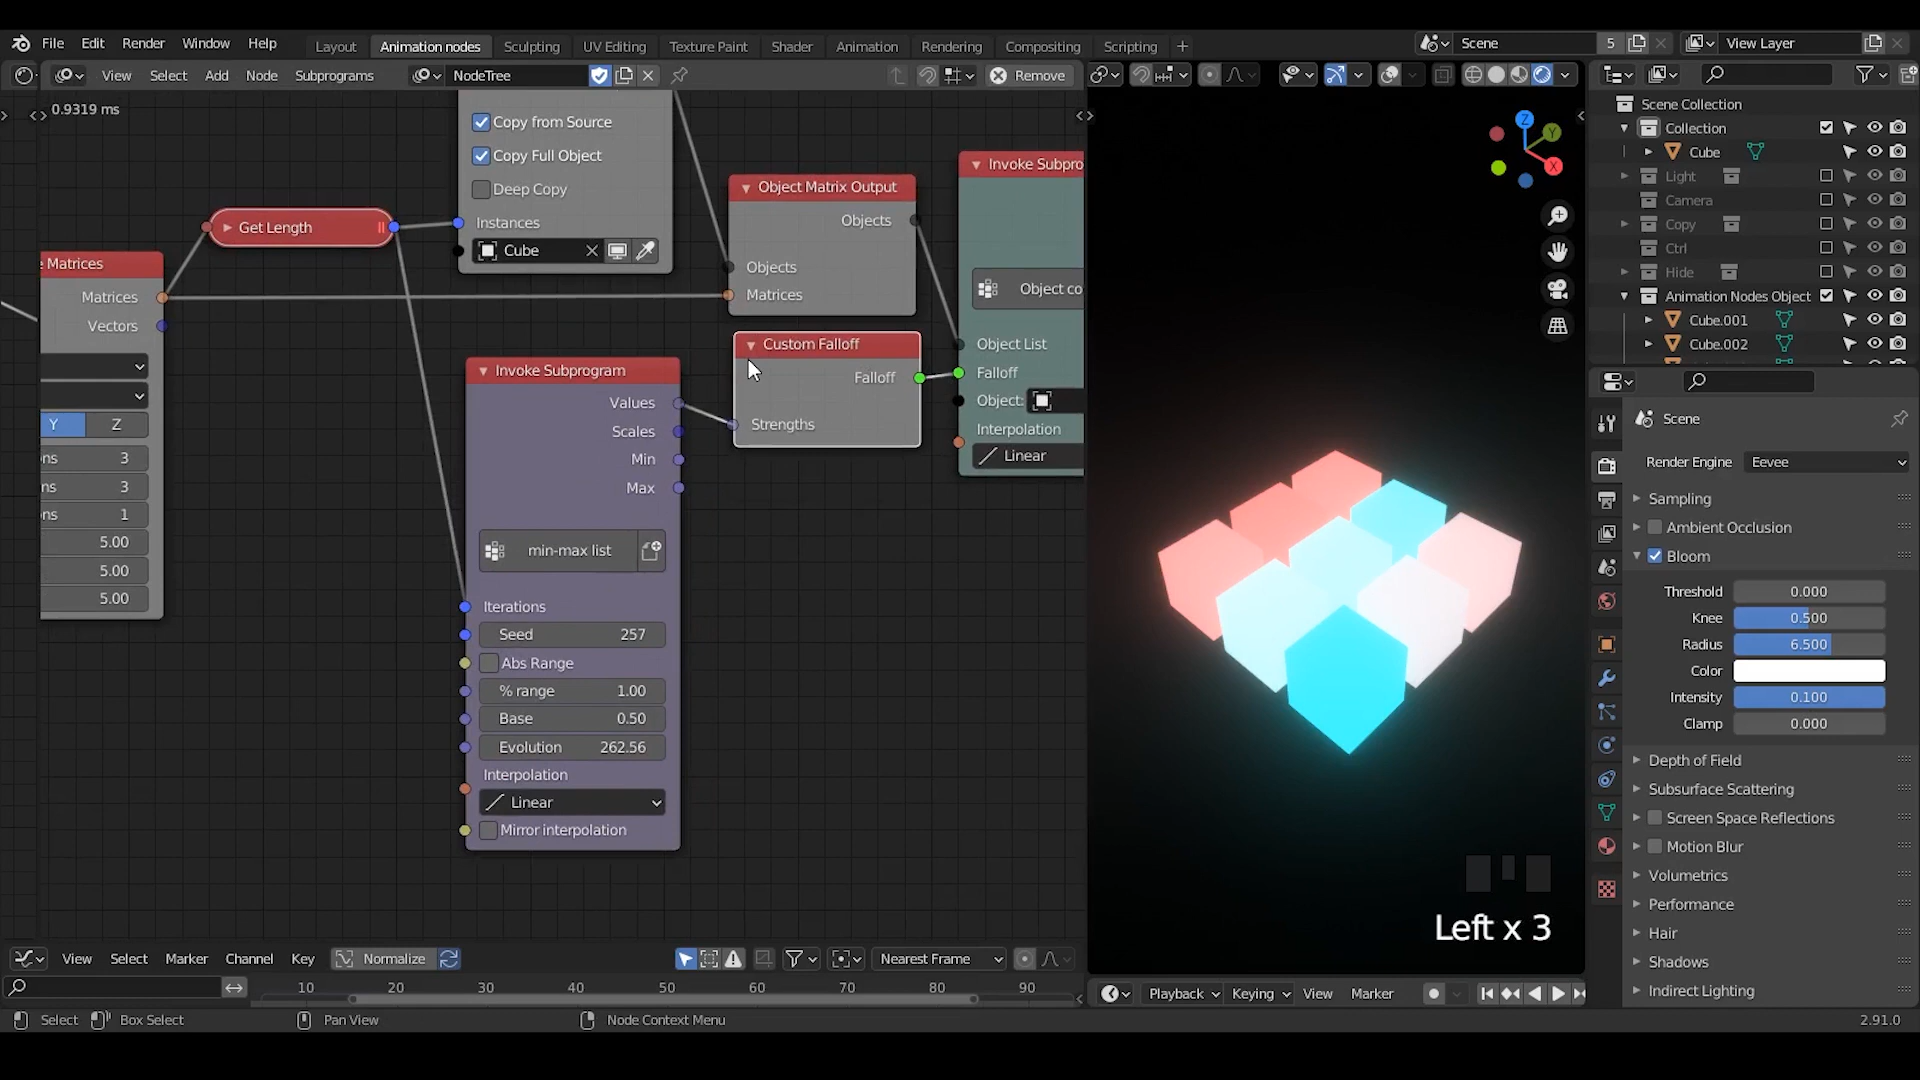 File Edit Render Window Help Layout Animation nodes Sculpting UV Editing Texture Paint Shader Animation Rendering Compositing Scripting + Scene 5 View Layer
View Select Add Node Subprograms NodeTree Remove
0.9319 ms
Copy from Source
Copy Full Object
Deep Copy
Instances
Cube
Get Length
Matrices
Matrices
Vectors
Y Z
ns 3
ns 3
ns 1
5.00
5.00
5.00
Object Matrix Output
Objects
Objects
Matrices
Custom Falloff
Falloff
Strengths
Invoke Subpro
Object co
Object List
Falloff
Object:
Interpolation
Linear
Invoke Subprogram
Values
Scales
Min
Max
min-max list
Iterations
Seed 257
Abs Range
% range 1.00
Base 0.50
Evolution 262.56
Interpolation
Linear
Mirror interpolation
Z
Y
X
Left x 3
Scene Collection
Collection
Cube
Light
Camera
Copy
Ctrl
Hide
Animation Nodes Object
Cube.001
Cube.002
Scene
Render Engine Eevee
Sampling
Ambient Occlusion
Bloom
Threshold 0.000
Knee 0.500
Radius 6.500
Color
Intensity 0.100
Clamp 0.000
Depth of Field
Subsurface Scattering
Screen Space Reflections
Motion Blur
Volumetrics
Performance
Hair
Shadows
Indirect Lighting
View Select Marker Channel Key Normalize Nearest Frame
10 20 30 40 50 60 70 80 90
Playback Keying View Marker
Select Box Select Pan View Node Context Menu 2.91.0